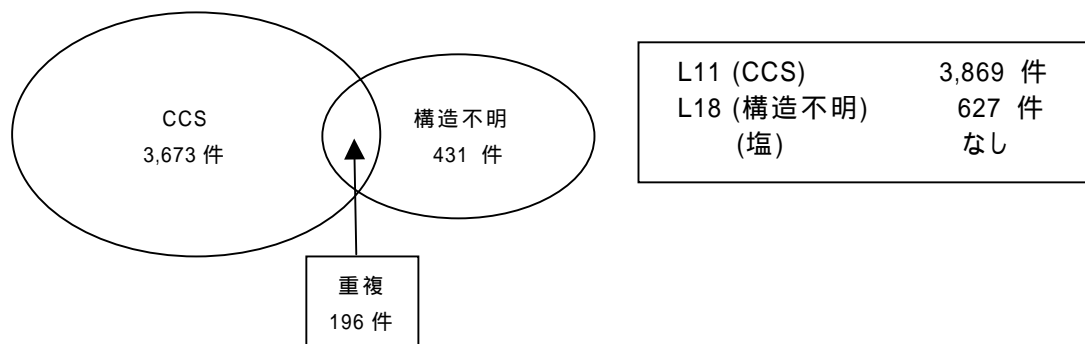 CCS
3,673 件
構造不明
431 件
重複
196 件
L11 (CCS) 3,869 件
L18 (構造不明) 627 件
(塩) なし